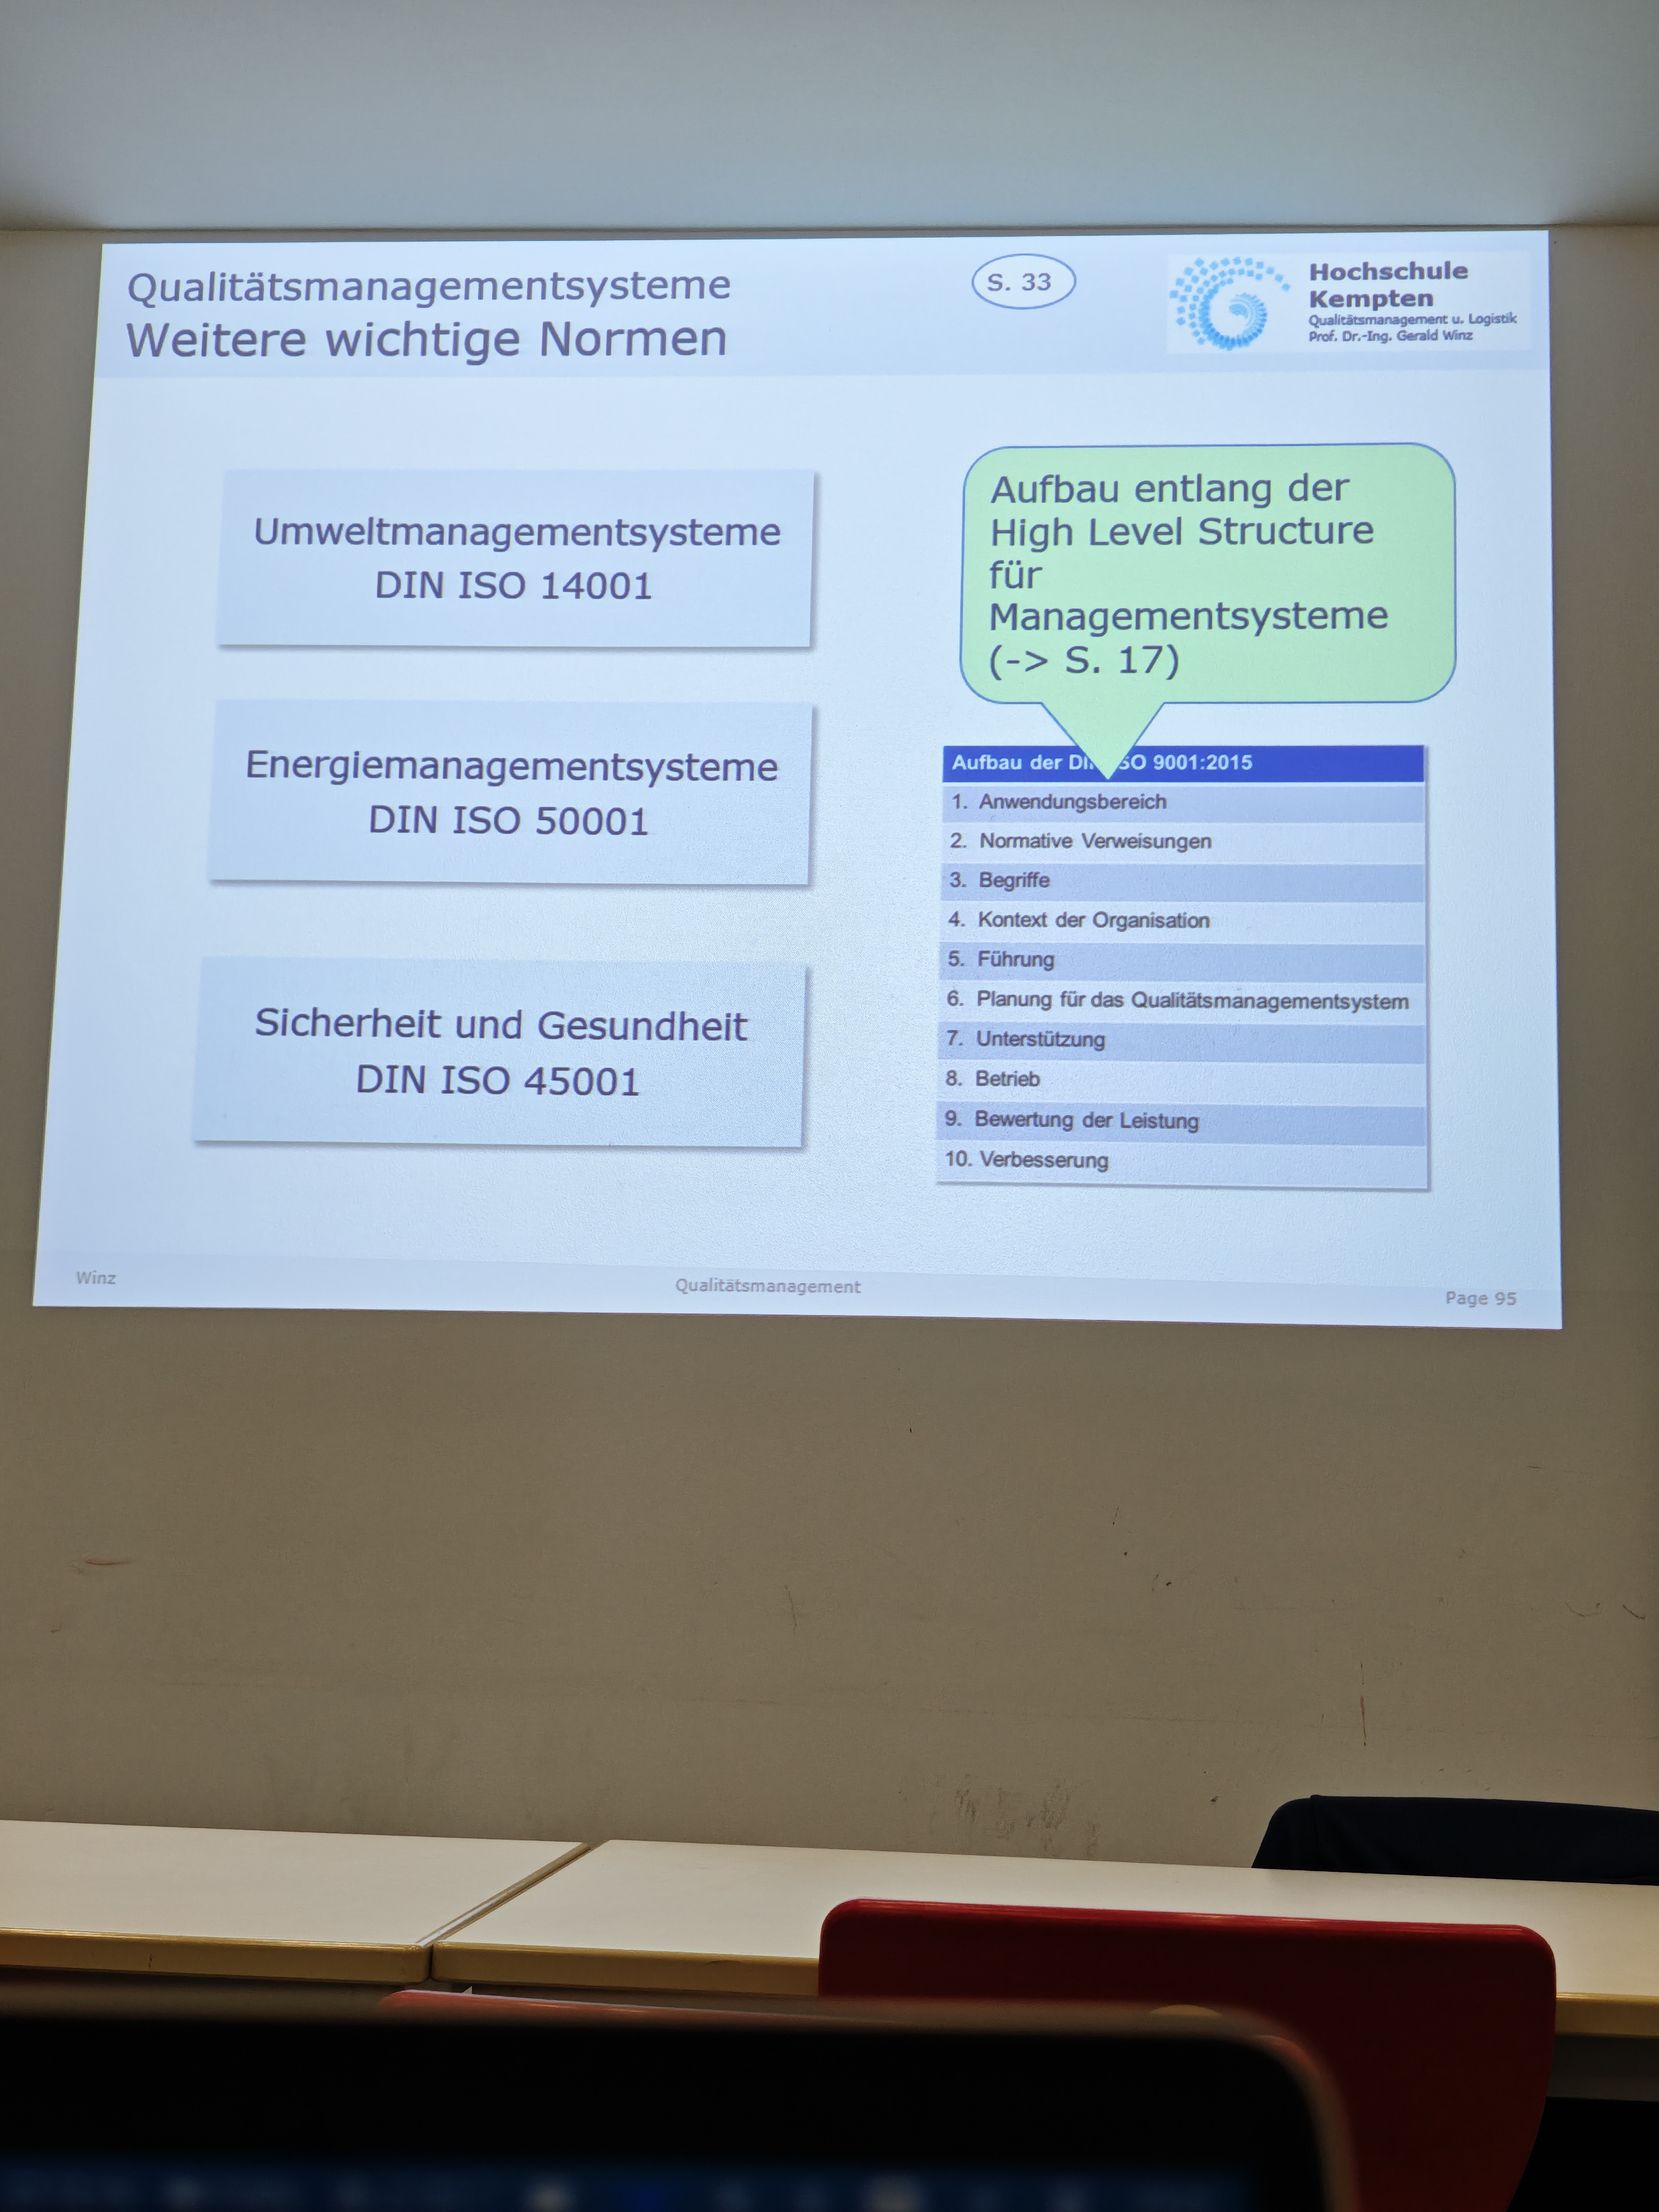 Qualitätsmanagementsysteme
Weitere wichtige Normen
S. 33
Hochschule
Kempten
Qualitätsmanagement u. Logistik
Prof. Dr.-Ing. Gerald Winz
Umweltmanagementsysteme
DIN ISO 14001
Energiemanagementsysteme
DIN ISO 50001
Sicherheit und Gesundheit
DIN ISO 45001
Aufbau entlang der
High Level Structure
für
Managementsysteme
(-> S. 17)
Aufbau der ISO 9001:2015
1. Anwendungsbereich
2. Normative Verweisungen
3. Begriffe
4. Kontext der Organisation
5. Führung
6. Planung für das Qualitätsmanagementsystem
7. Unterstützung
8. Betrieb
9. Bewertung der Leistung
10. Verbesserung
Winz
Qualitätsmanagement
Page 95